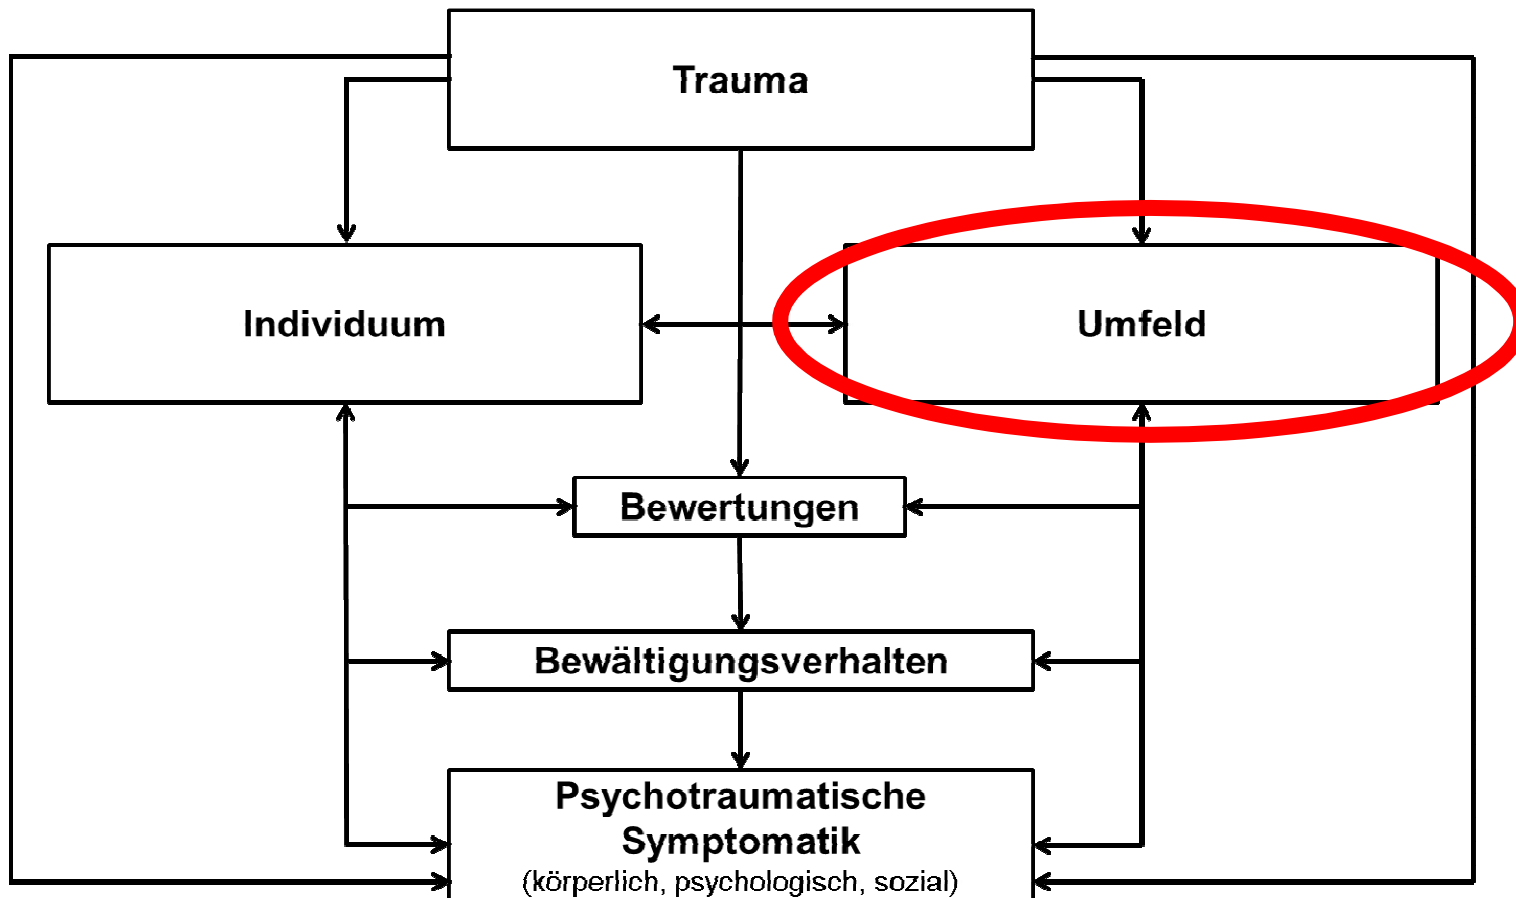 Trauma
Individuum
Umfeld
Bewertungen
Bewältigungsverhalten
Psychotraumatische
Symptomatik
(körperlich, psychologisch, sozial)